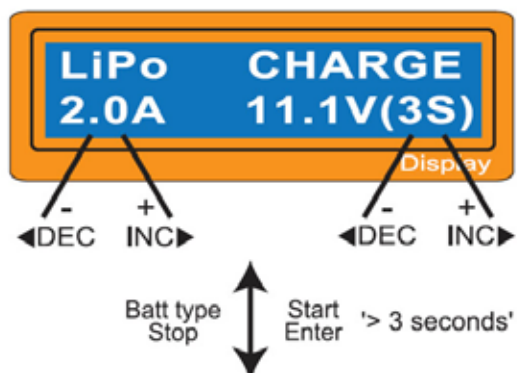 LiPo CHARGE
2.0A 11.1V(3S)
Display
- + - +
◀DEC INC▶ ◀DEC INC▶
Batt type Start '> 3 seconds'
Stop Enter